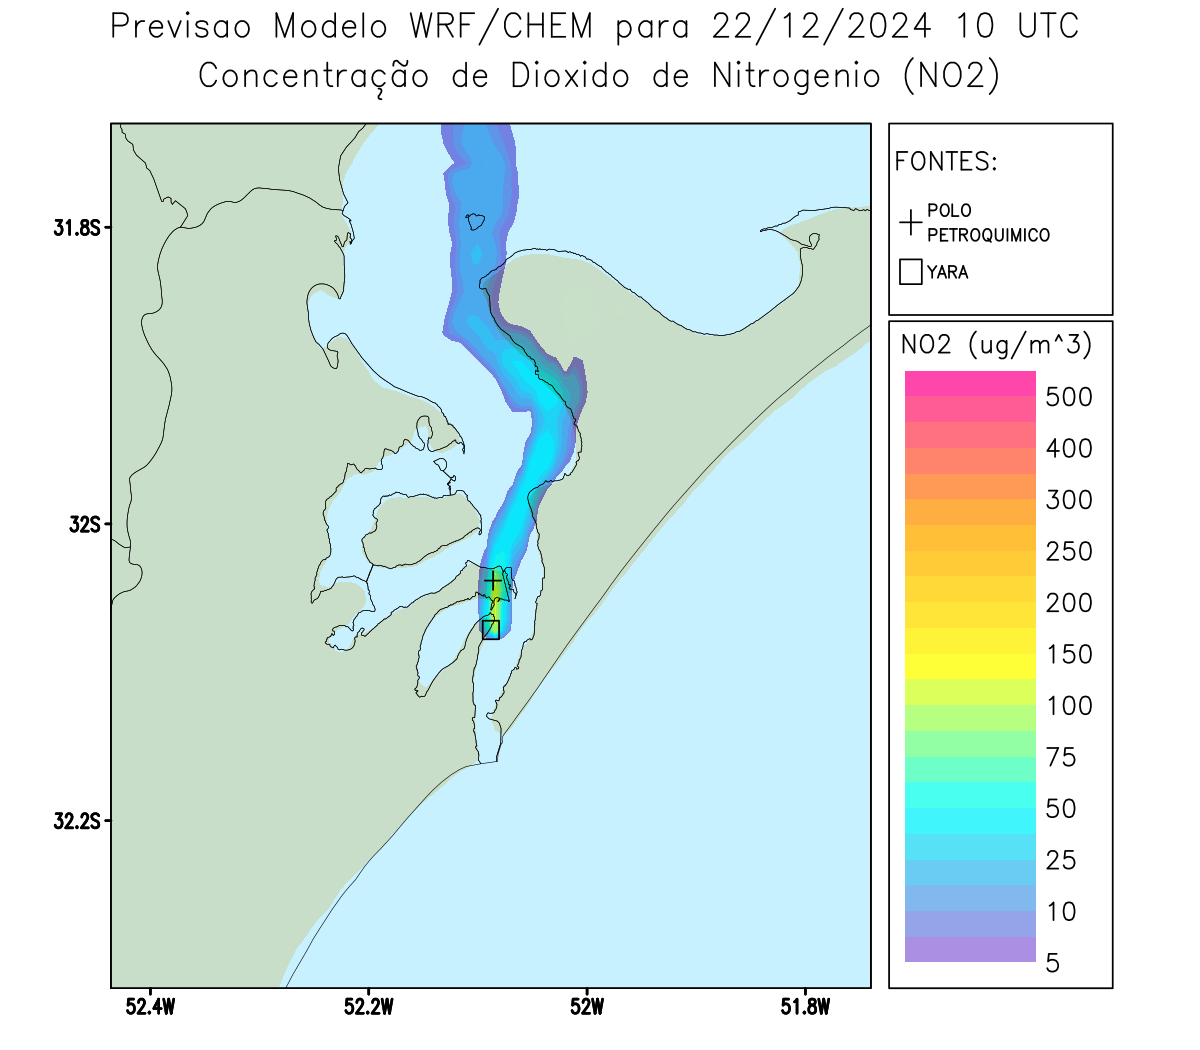 Previsao Modelo WRF/CHEM para 22/12/2024 10 UTC
Concentração de Dioxido de Nitrogenio (NO2)
FONTES:
POLO
PETROQUIMICO
YARA
NO2 (ug/m^3)
500
400
300
250
200
150
100
75
50
25
10
5
31.8S
32S
32.2S
52.4W
52.2W
52W
51.8W